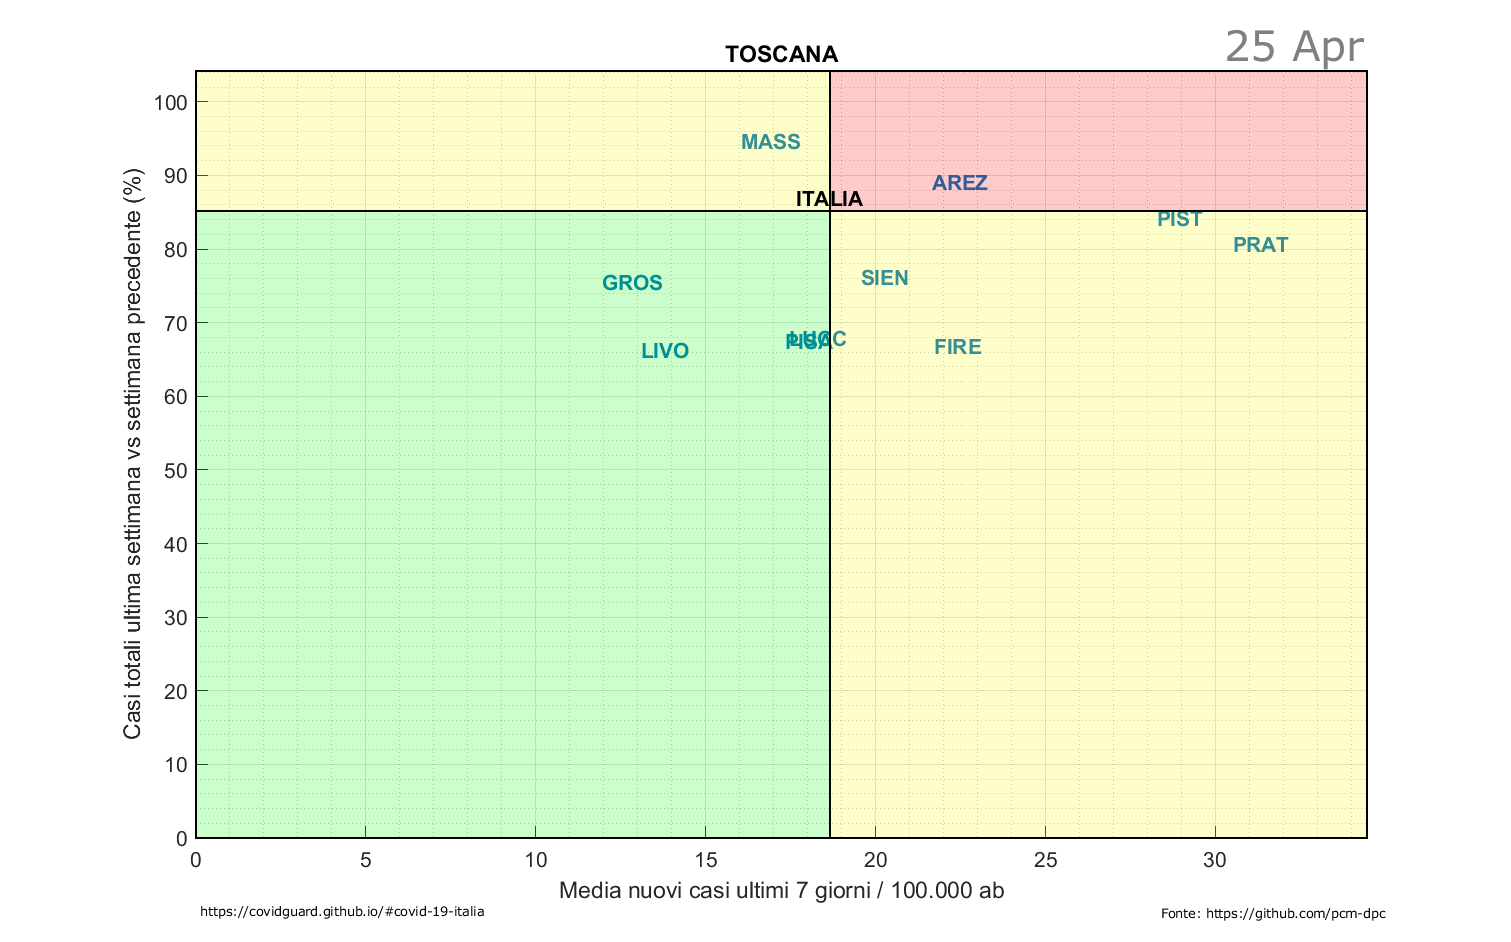 25 Apr
TOSCANA
Casi totali ultima settimana vs settimana precedente (%)
100
90
80
70
60
50
40
30
20
10
0
MASS
AREZ
ITALIA
PIST
PRAT
SIEN
GROS
LUCC
PISA
FIRE
LIVO
0
5
10
15
20
25
30
Media nuovi casi ultimi 7 giorni / 100.000 ab
https://covidguard.github.io/#covid-19-italia
Fonte: https://github.com/pcm-dpc